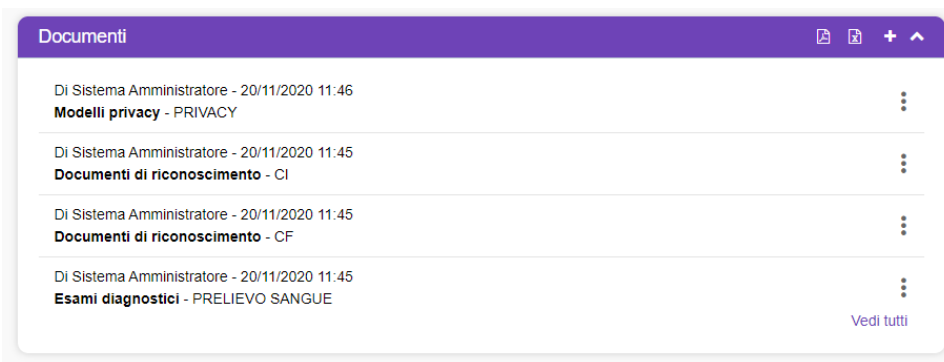 Documenti
Di Sistema Amministratore - 20/11/2020 11:46
Modelli privacy - PRIVACY
Di Sistema Amministratore - 20/11/2020 11:45
Documenti di riconoscimento - CI
Di Sistema Amministratore - 20/11/2020 11:45
Documenti di riconoscimento - CF
Di Sistema Amministratore - 20/11/2020 11:45
Esami diagnostici - PRELIEVO SANGUE
Vedi tutti